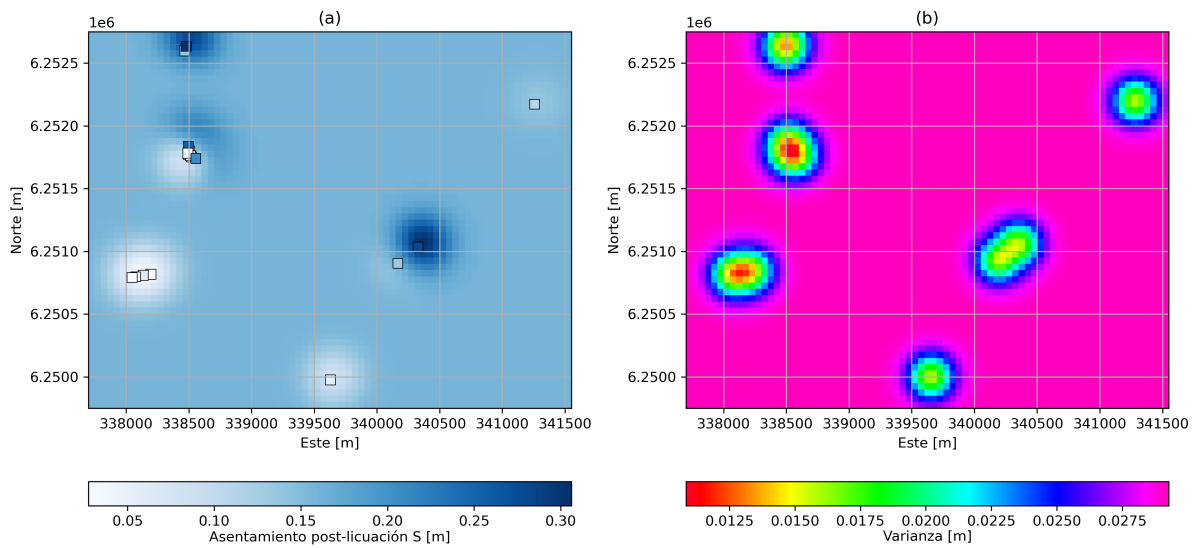 (a)
1e6
6.2525
6.2520
6.2515
6.2510
6.2505
6.2500
Norte [m]
338000 338500 339000 339500 340000 340500 341000 341500
Este [m]
0.05 0.10 0.15 0.20 0.25 0.30
Asentamiento post-licuación S [m]
(b)
1e6
6.2525
6.2520
6.2515
6.2510
6.2505
6.2500
Norte [m]
338000 338500 339000 339500 340000 340500 341000 341500
Este [m]
0.0125 0.0150 0.0175 0.0200 0.0225 0.0250 0.0275
Varianza [m]